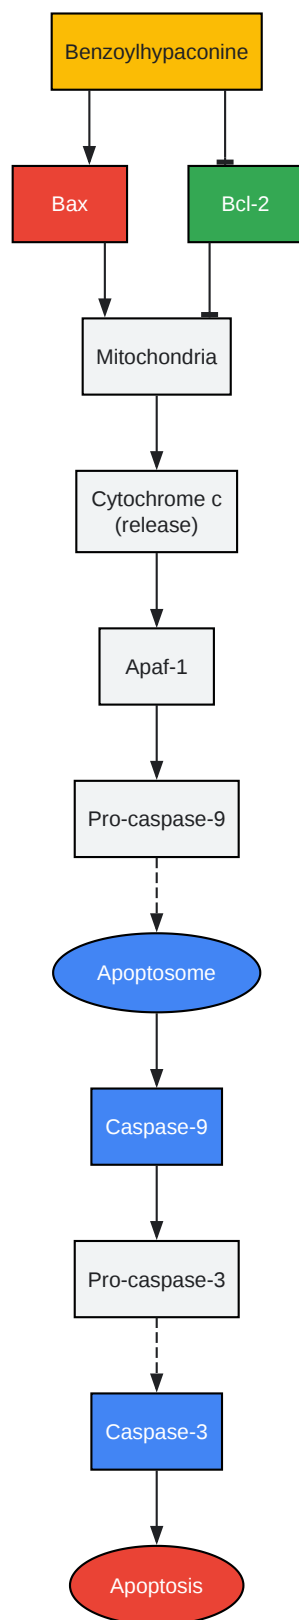 Benzoylhypaconine
Bax
Bcl-2
Mitochondria
Cytochrome c
(release)
Apaf-1
Pro-caspase-9
Apoptosome
Caspase-9
Pro-caspase-3
Caspase-3
Apoptosis